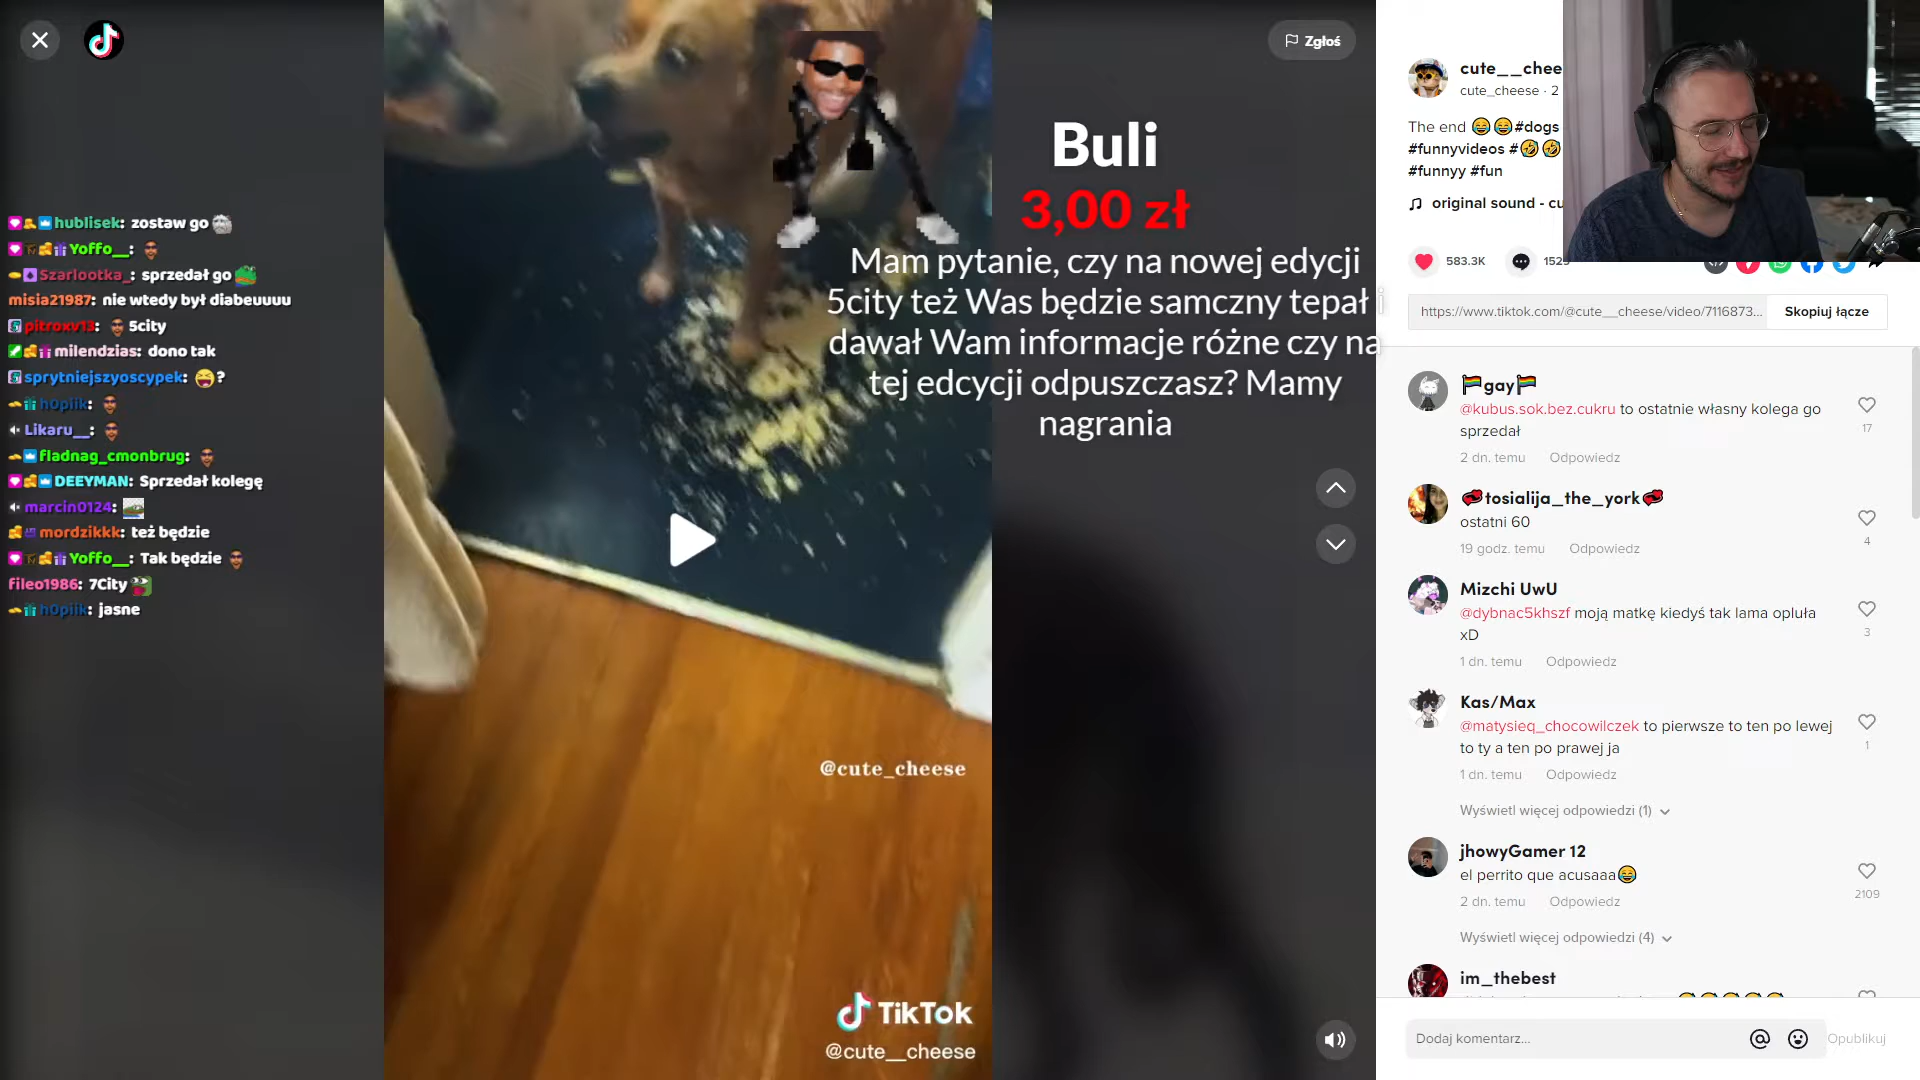 hublisek: zostaw go
Yoffo__:
Szarlootka_: sprzedał go
misia21987: nie wtedy był diabeuuuu
pitroxv13: 5city
milendzias: dono tak
sprytniejszyoscypek: ?
h0piik:
Likaru__:
fladnag_cmonbrug:
DEEYMAN: Sprzedał kolegę
marcin0124:
mordzikkk: też będzie
Yoffo__: Tak będzie
fileo1986: 7City
h0piik: jasne
Zgłoś
Buli
3,00 zł
Mam pytanie, czy na nowej edycji
5city też Was będzie samczny tepał i
dawał Wam informacje różne czy na
tej edcycji odpuszczasz? Mamy
nagrania
@cute_cheese
TikTok
@cute__cheese
cute__chee
cute_cheese · 2
The end 😂😂#dogs
#funnyvideos #🤣🤣
#funnyy #fun
original sound - cu
583.3K
1529
https://www.tiktok.com/@cute__cheese/video/7116873...
Skopiuj łącze
🏳️‍🌈gay🏳️‍🌈
@kubus.sok.bez.cukru to ostatnie własny kolega go
sprzedał
17
2 dn. temu Odpowiedz
💞tosialija_the_york💞
ostatni 60
4
19 godz. temu Odpowiedz
Mizchi UwU
@dybnac5khszf moją matkę kiedyś tak lama opluła
xD
3
1 dn. temu Odpowiedz
Kas/Max
@matysieq_chocowilczek to pierwsze to ten po lewej
to ty a ten po prawej ja
1
1 dn. temu Odpowiedz
Wyświetl więcej odpowiedzi (1)
jhowyGamer 12
el perrito que acusaaa😂
2109
2 dn. temu Odpowiedz
Wyświetl więcej odpowiedzi (4)
im_thebest
Dodaj komentarz...
Opublikuj